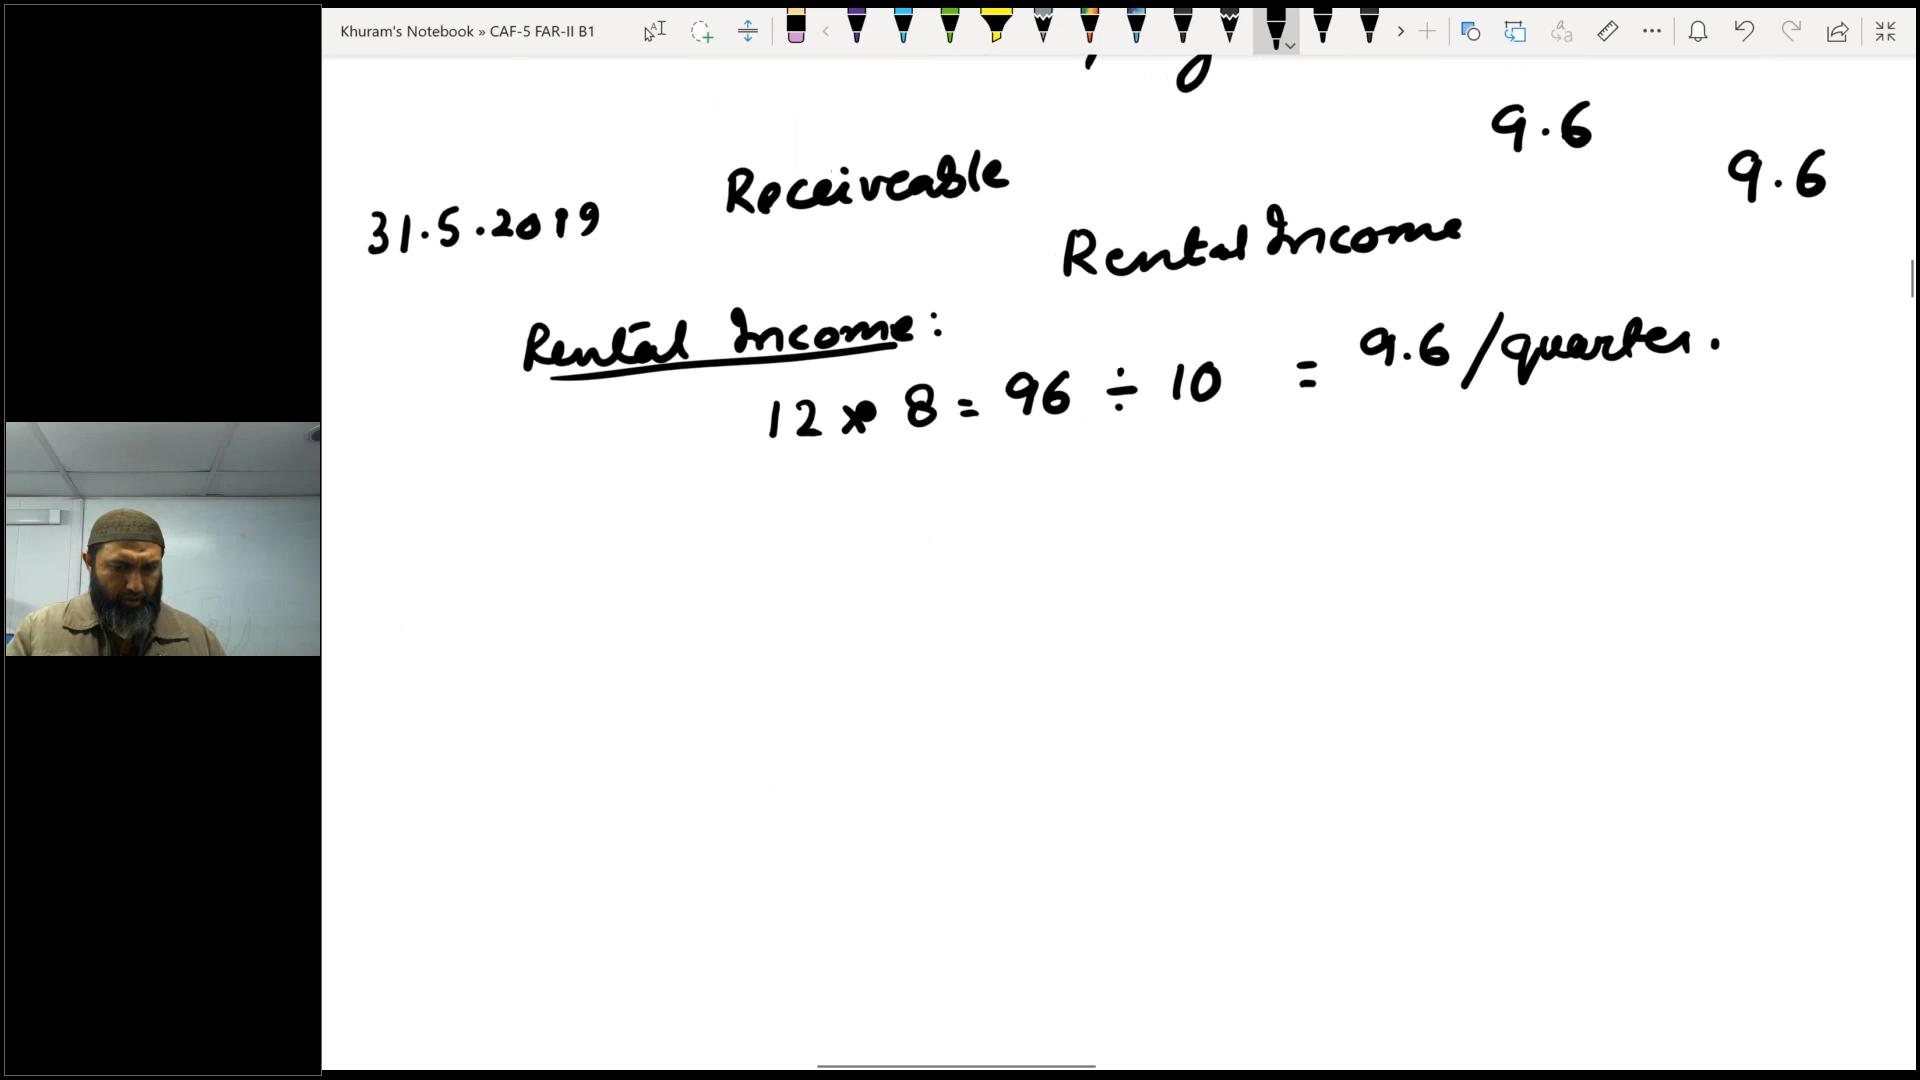 Khuram's Notebook » CAF-5 FAR-II B1
9.6
31.5.2019 Receiveable
9.6
Rental Income
Rental Income:
12 * 8 = 96 ÷ 10 = 9.6 /quarter.